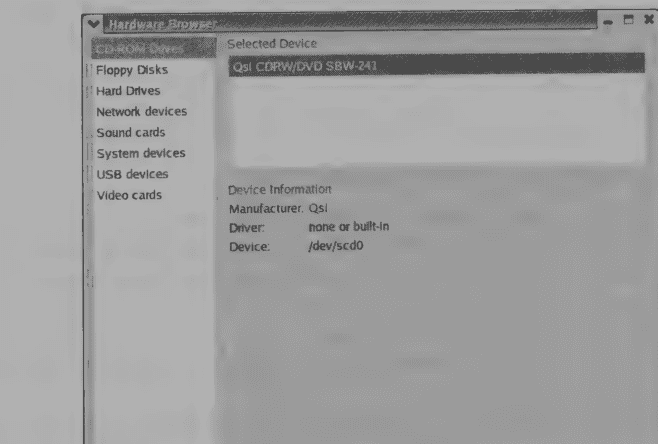 Hardware Browser
CD-ROM Drives
Floppy Disks
Hard Drives
Network devices
Sound cards
System devices
USB devices
Video cards
Selected Device
Qsi CDRW/DVD SBW-241
Device Information
Manufacturer: Qsi
Driver: none or built-in
Device: /dev/scd0